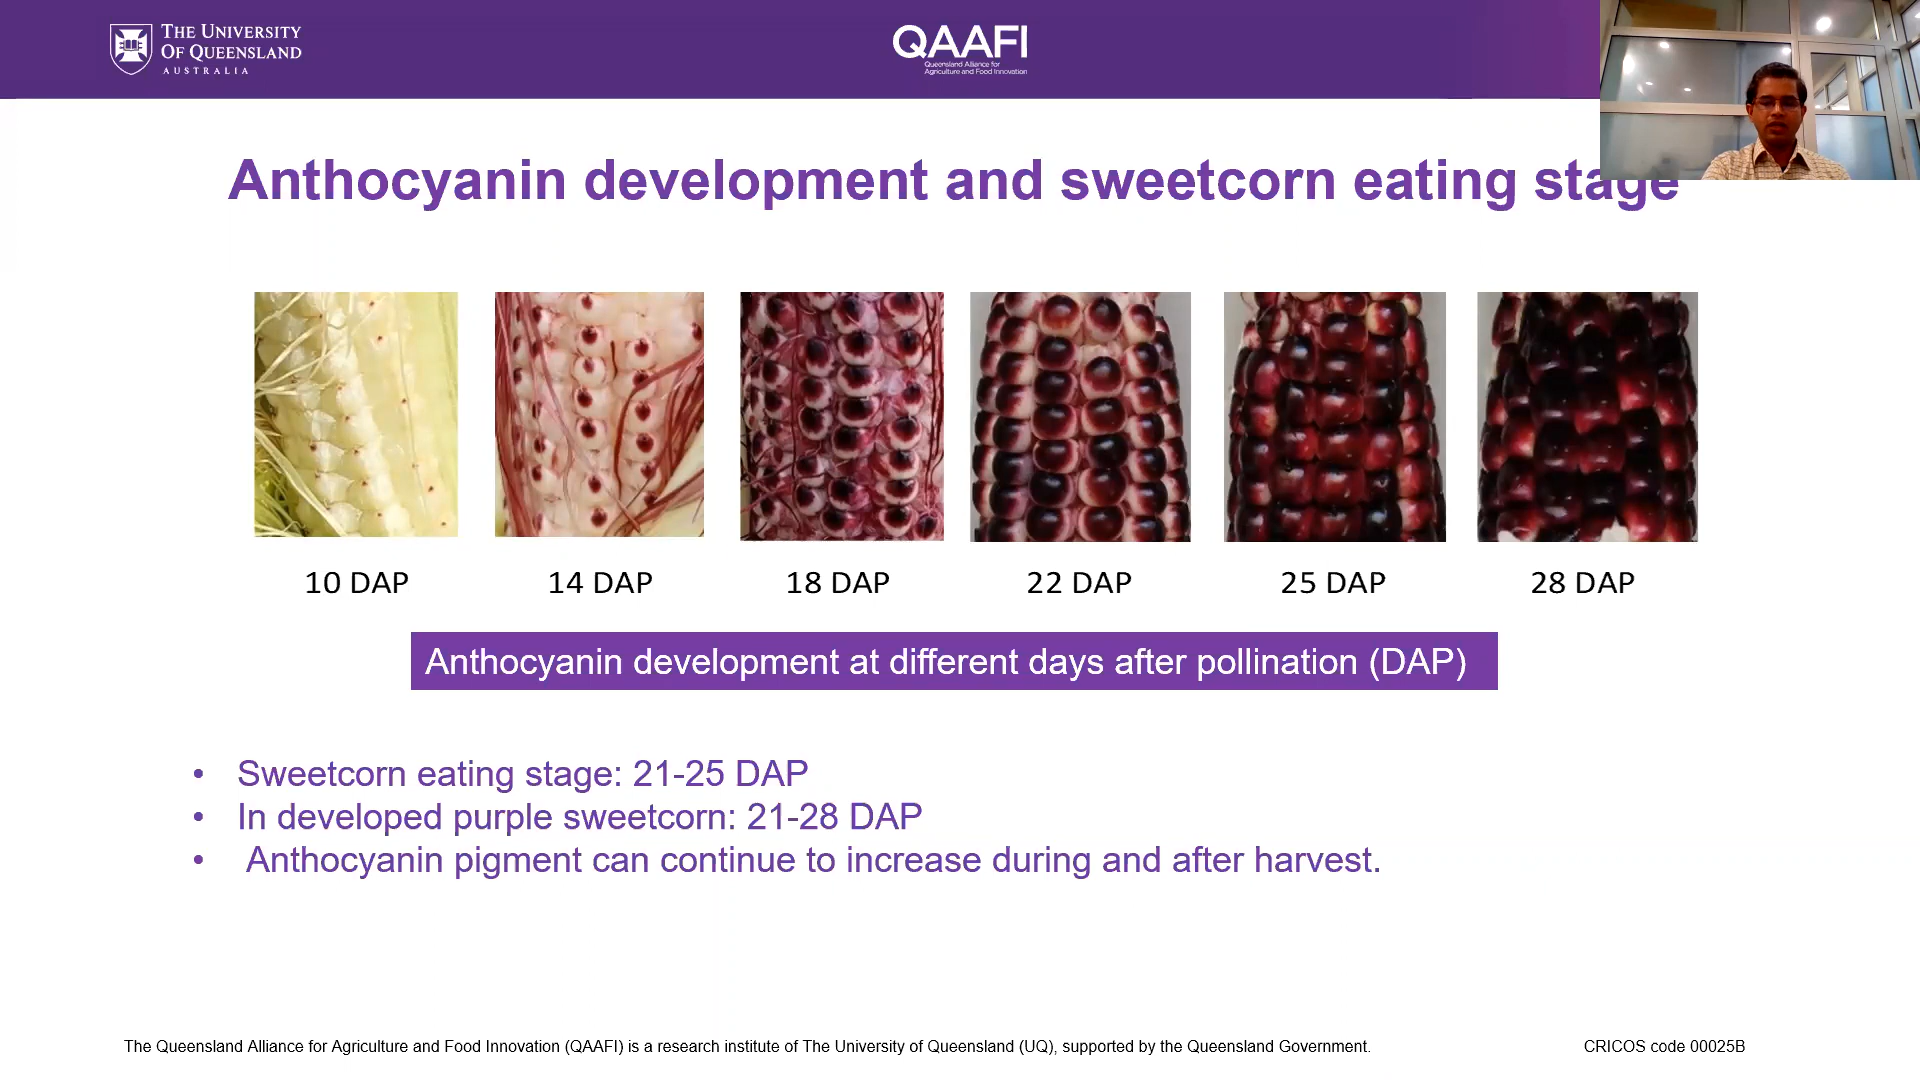 THE UNIVERSITY
OF QUEENSLAND
AUSTRALIA
QAAFI
Queensland Alliance for
Agriculture and Food Innovation
Anthocyanin development and sweetcorn eating stage
10 DAP
14 DAP
18 DAP
22 DAP
25 DAP
28 DAP
Anthocyanin development at different days after pollination (DAP)
• Sweetcorn eating stage: 21-25 DAP
• In developed purple sweetcorn: 21-28 DAP
• Anthocyanin pigment can continue to increase during and after harvest.
The Queensland Alliance for Agriculture and Food Innovation (QAAFI) is a research institute of The University of Queensland (UQ), supported by the Queensland Government.
CRICOS code 00025B